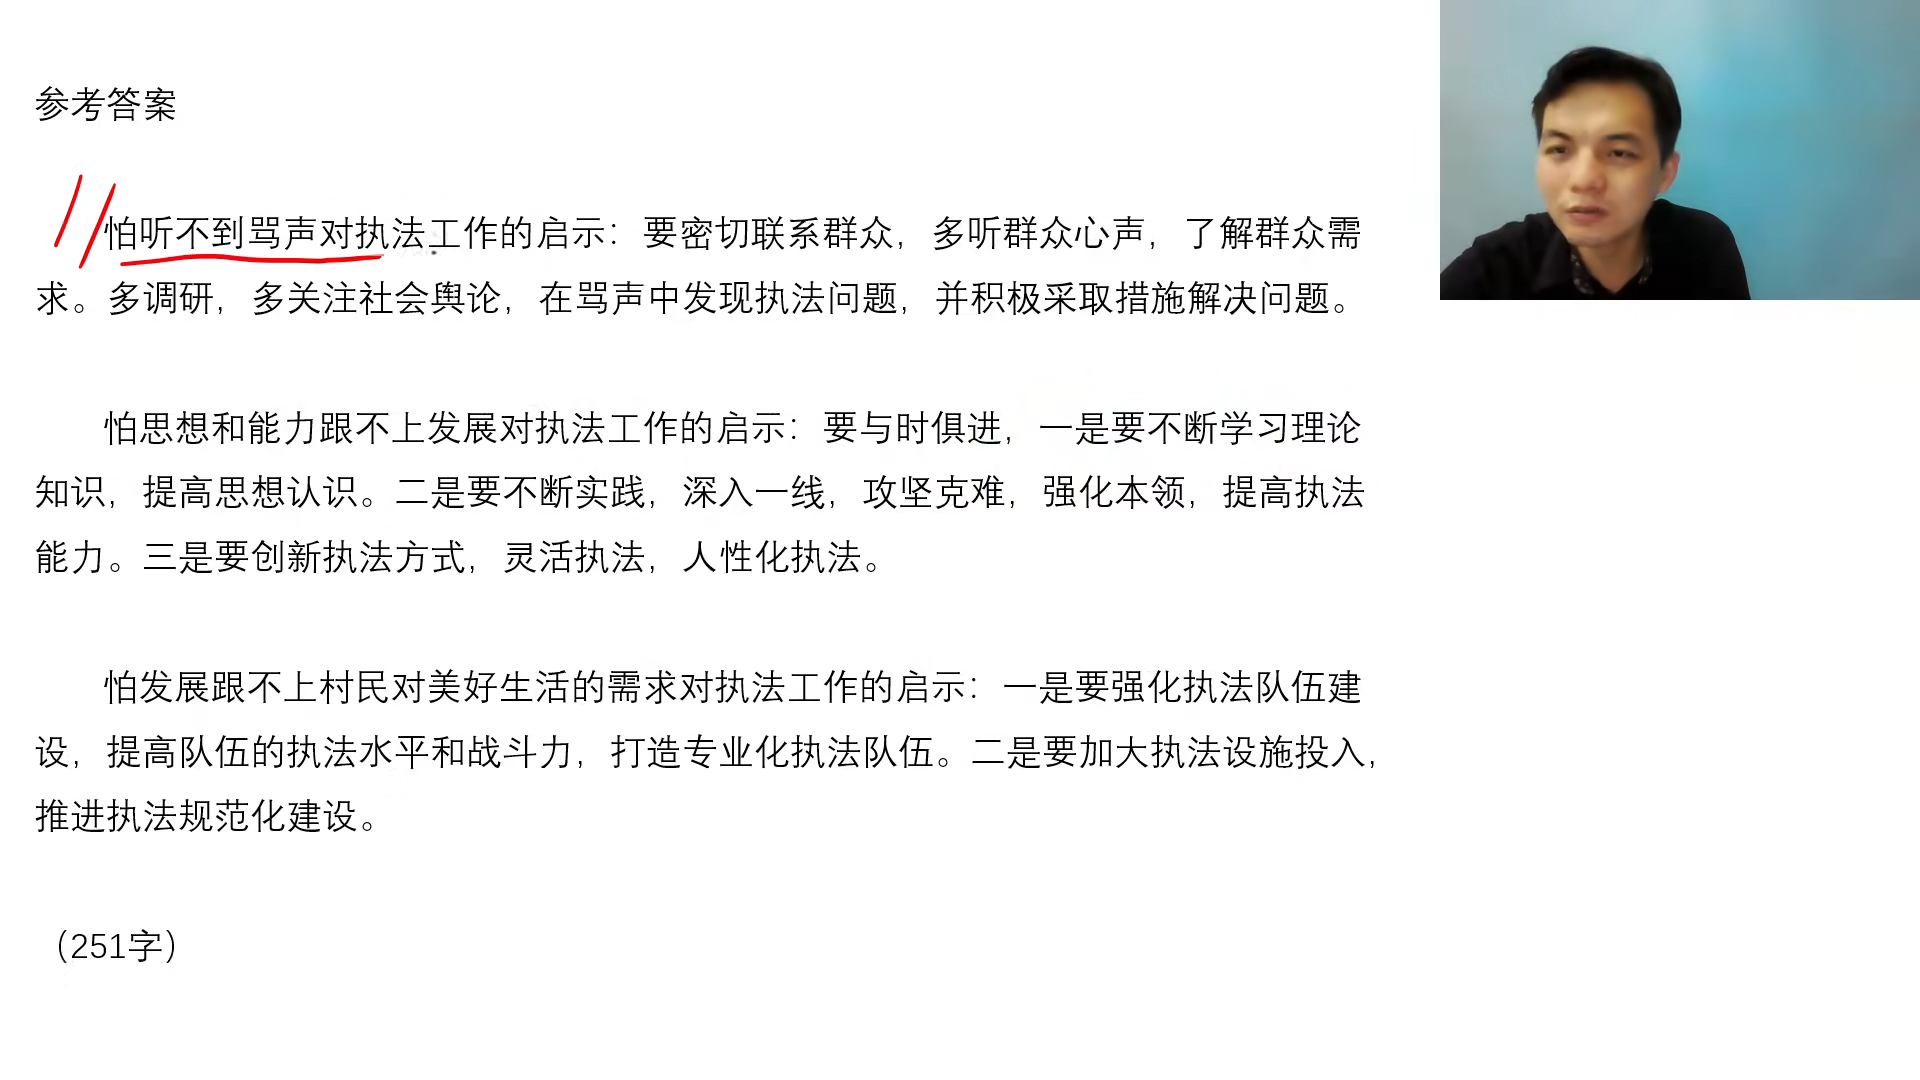 参考答案
怕听不到骂声对执法工作的启示：要密切联系群众，多听群众心声，了解群众需
求。多调研，多关注社会舆论，在骂声中发现执法问题，并积极采取措施解决问题。
怕思想和能力跟不上发展对执法工作的启示：要与时俱进，一是要不断学习理论
知识，提高思想认识。二是要不断实践，深入一线，攻坚克难，强化本领，提高执法
能力。三是要创新执法方式，灵活执法，人性化执法。
怕发展跟不上村民对美好生活的需求对执法工作的启示：一是要强化执法队伍建
设，提高队伍的执法水平和战斗力，打造专业化执法队伍。二是要加大执法设施投入，
推进执法规范化建设。
（251字）